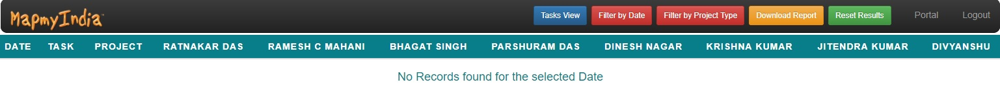 MapmyIndia Tasks View Filter by Date Filter by Project Type Download Report Reset Results Portal Logout
DATE TASK PROJECT RATNAKAR DAS RAMESH C MAHANI BHAGAT SINGH PARSHURAM DAS DINESH NAGAR KRISHNA KUMAR JITENDRA KUMAR DIVYANSHU
No Records found for the selected Date